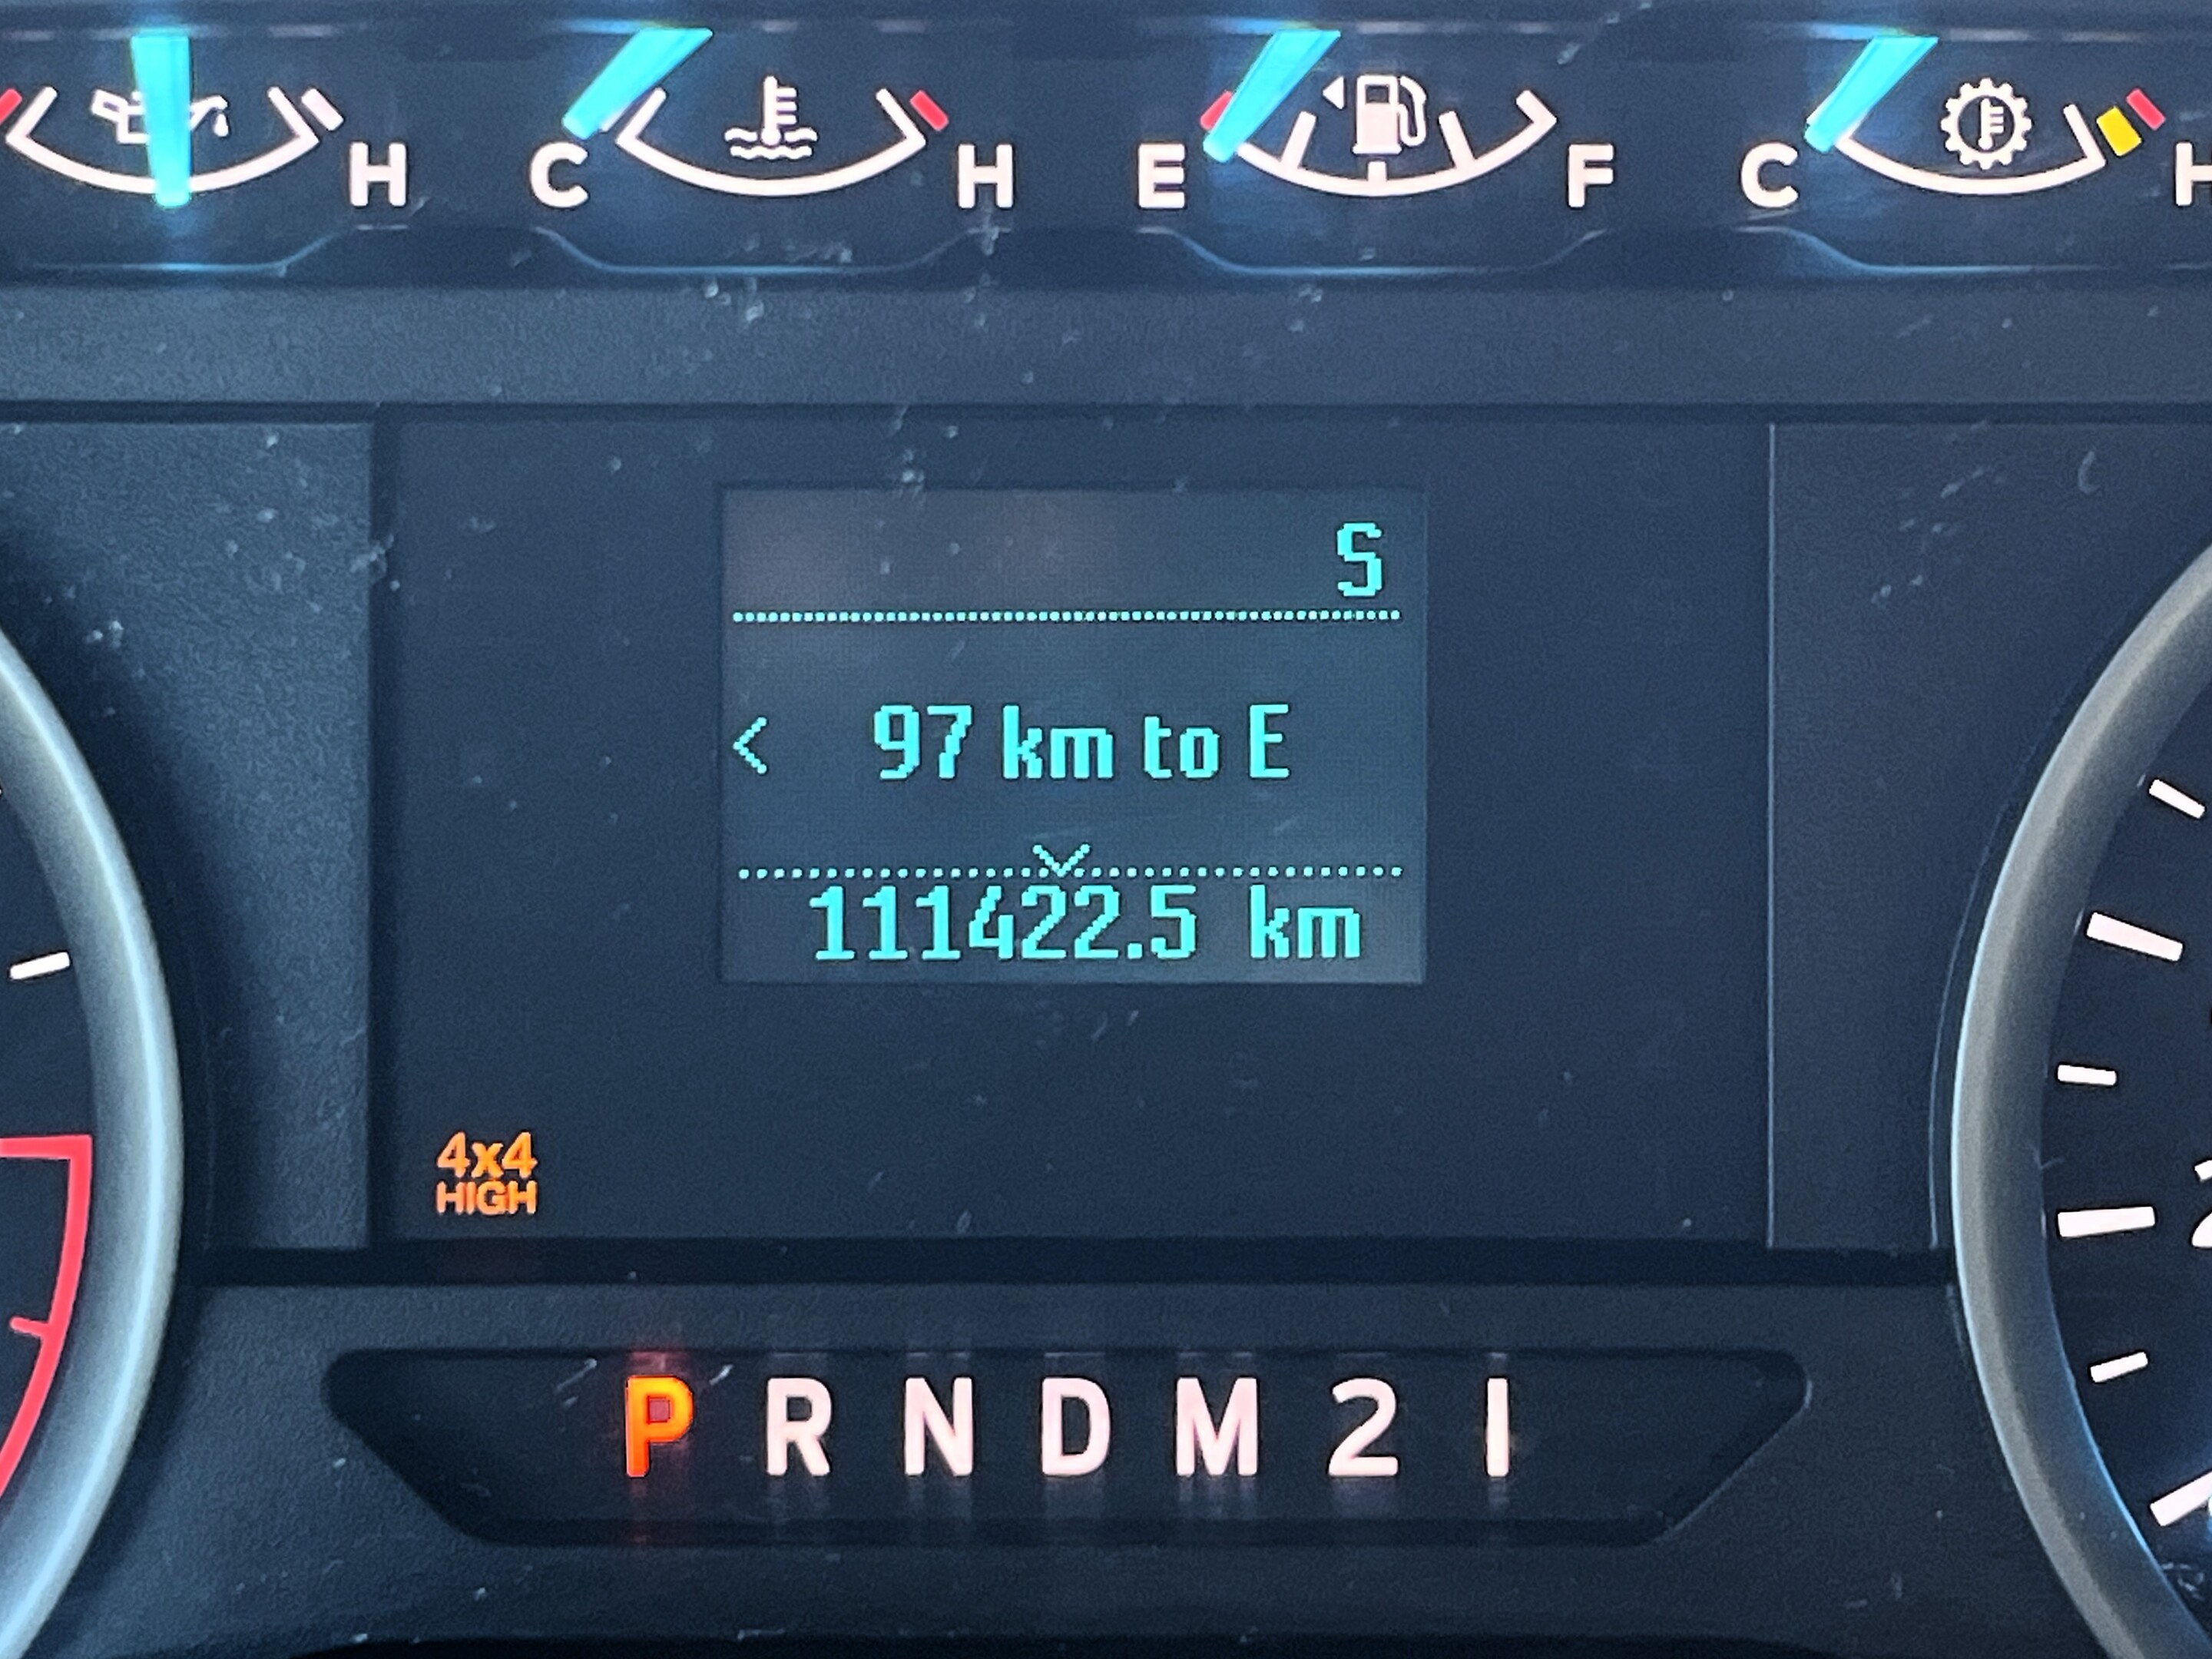 H C H E F C H
S
< 97 km to E
111422.5 km
4x4
HIGH
P R N D M 2 1